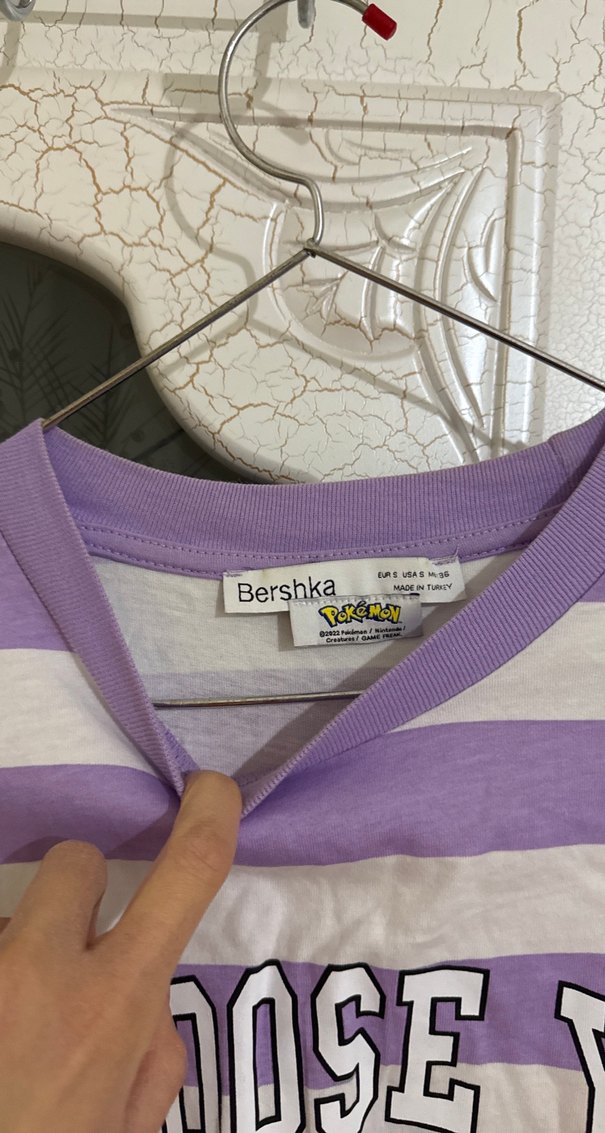 Bershka
EUR S USA S MEX 36
MADE IN TURKEY
POKéMON
©2022 Pokémon / Nintendo /
Creatures / GAME FREAK.
OOSE Y